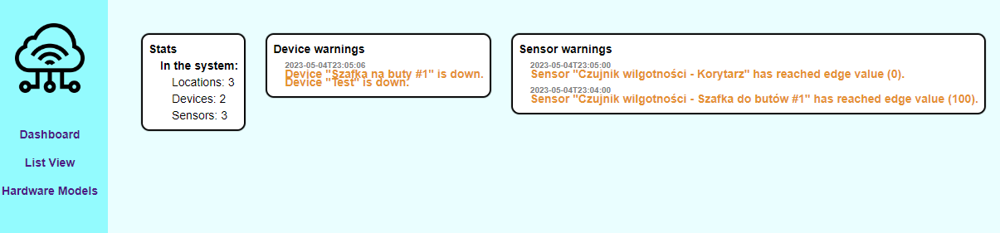 Dashboard
List View
Hardware Models
Stats
In the system:
Locations: 3
Devices: 2
Sensors: 3
Device warnings
2023-05-04T23:05:06
Device "Szafka na buty #1" is down.
Device "Test" is down.
Sensor warnings
2023-05-04T23:05:00
Sensor "Czujnik wilgotności - Korytarz" has reached edge value (0).
2023-05-04T23:04:00
Sensor "Czujnik wilgotności - Szafka do butów #1" has reached edge value (100).